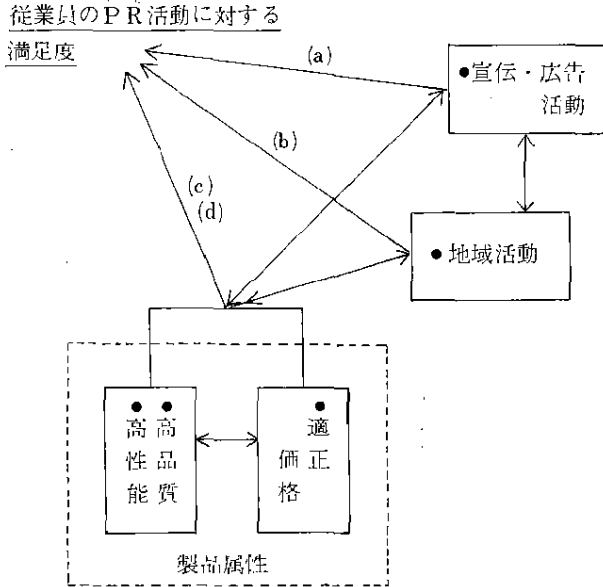 従業員のPR活動に対する
満足度
(a)
●宣伝・広告
活動
(b)
(c)
(d)
●地域活動
●高性能
●高品質
●適正
価格
製品属性